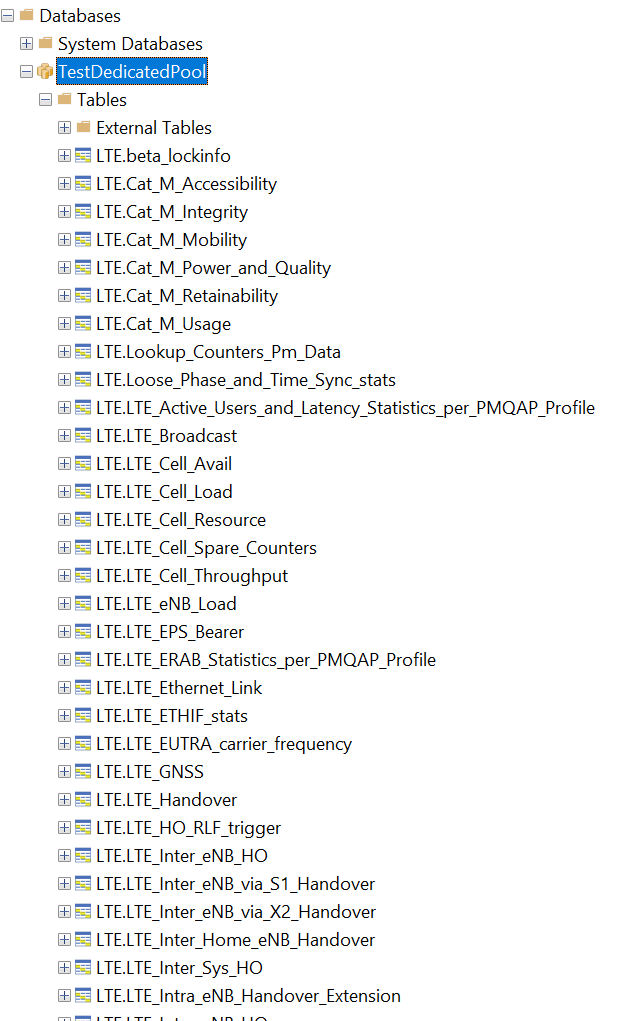 Databases
System Databases
TestDedicatedPool
Tables
External Tables
LTE.beta_lockinfo
LTE.Cat_M_Accessibility
LTE.Cat_M_Integrity
LTE.Cat_M_Mobility
LTE.Cat_M_Power_and_Quality
LTE.Cat_M_Retainability
LTE.Cat_M_Usage
LTE.Lookup_Counters_Pm_Data
LTE.Loose_Phase_and_Time_Sync_stats
LTE.LTE_Active_Users_and_Latency_Statistics_per_PMQAP_Profile
LTE.LTE_Broadcast
LTE.LTE_Cell_Avail
LTE.LTE_Cell_Load
LTE.LTE_Cell_Resource
LTE.LTE_Cell_Spare_Counters
LTE.LTE_Cell_Throughput
LTE.LTE_eNB_Load
LTE.LTE_EPS_Bearer
LTE.LTE_ERAB_Statistics_per_PMQAP_Profile
LTE.LTE_Ethernet_Link
LTE.LTE_ETHIF_stats
LTE.LTE_EUTRA_carrier_frequency
LTE.LTE_GNSS
LTE.LTE_Handover
LTE.LTE_HO_RLF_trigger
LTE.LTE_Inter_eNB_HO
LTE.LTE_Inter_eNB_via_S1_Handover
LTE.LTE_Inter_eNB_via_X2_Handover
LTE.LTE_Inter_Home_eNB_Handover
LTE.LTE_Inter_Sys_HO
LTE.LTE_Intra_eNB_Handover_Extension